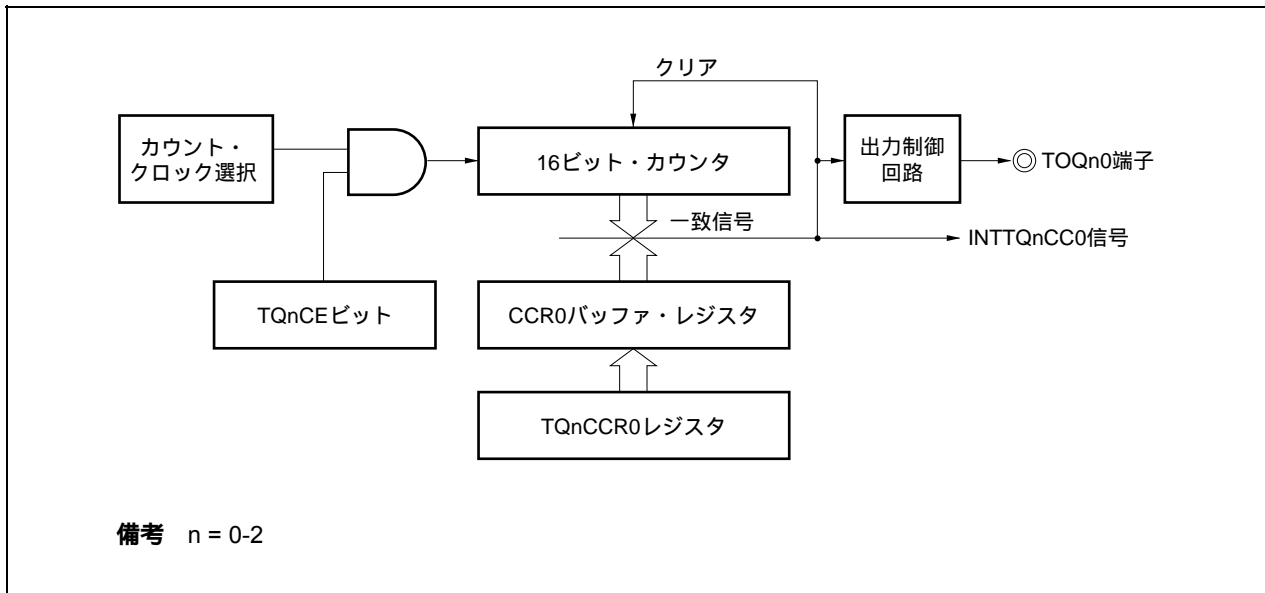 クリア
カウント・
クロック選択
16ビット・カウンタ
出力制御
回路
TOQn0端子
一致信号
INTTQnCC0信号
TQnCEビット
CCR0バッファ・レジスタ
TQnCCR0レジスタ
備考 n = 0-2